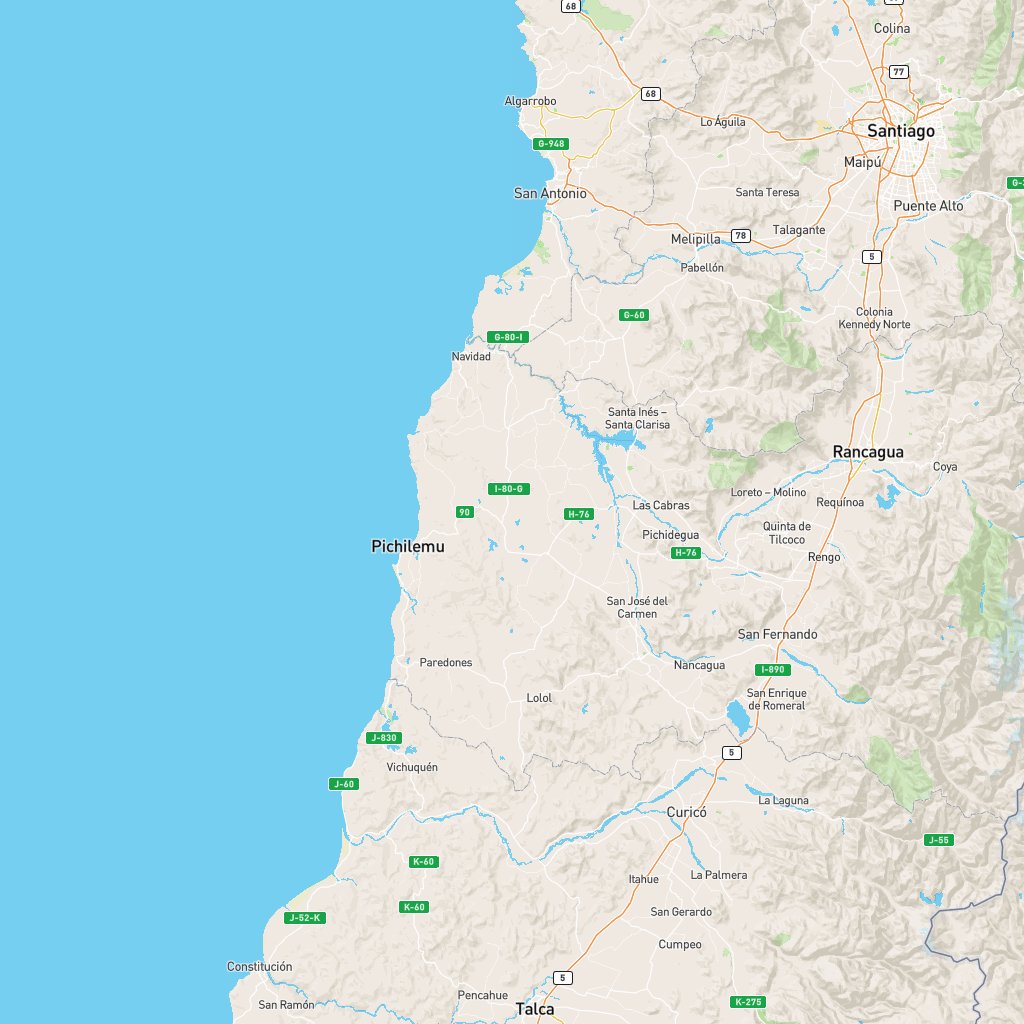 68
Colina
77
68
Algarrobo
Lo Águila
Santiago
G-948
Maipú
San Antonio
Santa Teresa
Puente Alto
Talagante
Melipilla
78
5
Pabellón
G-60
Colonia
Kennedy Norte
G-80-I
Navidad
Santa Inés –
Santa Clarisa
Rancagua
Coya
I-80-G
Loreto – Molino
90
H-76
Las Cabras
Requínoa
Quinta de
Tilcoco
Pichidegua
Pichilemu
H-76
Rengo
San José del
Carmen
San Fernando
Paredones
Nancagua
I-890
Lolol
San Enrique
de Romeral
J-830
5
Vichuquén
J-60
La Laguna
Curicó
J-55
K-60
Itahue
La Palmera
K-60
San Gerardo
J-52-K
Cumpeo
Constitución
5
Pencahue
San Ramón
K-275
Talca